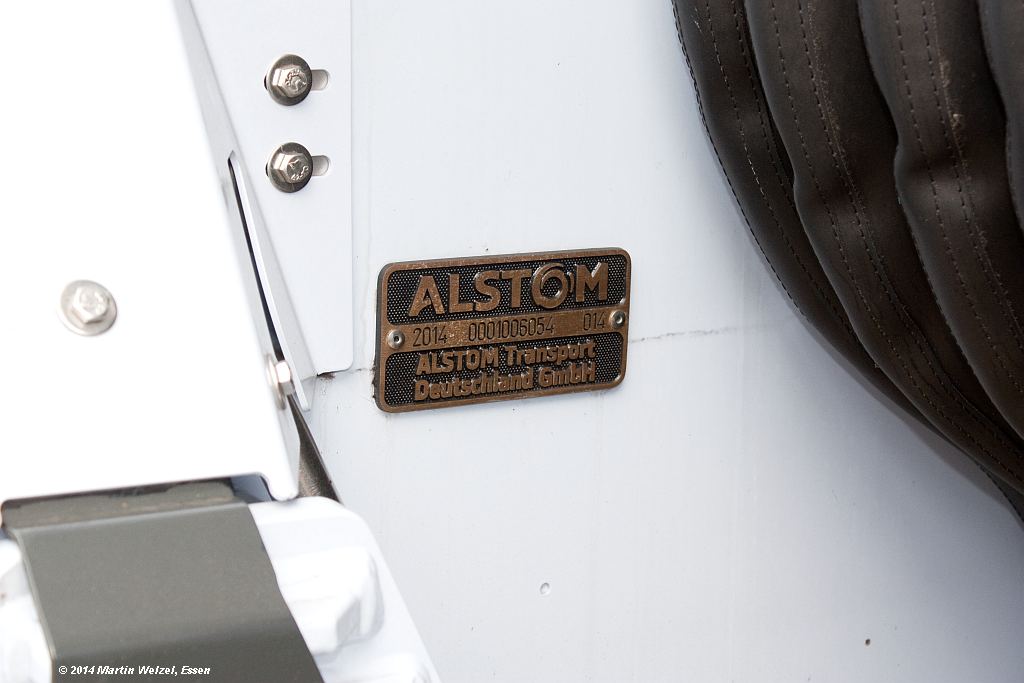 ALSTOM
2014 0001006054 014
ALSTOM Transport
Deutschland GmbH
© 2014 Martin Welzel, Essen